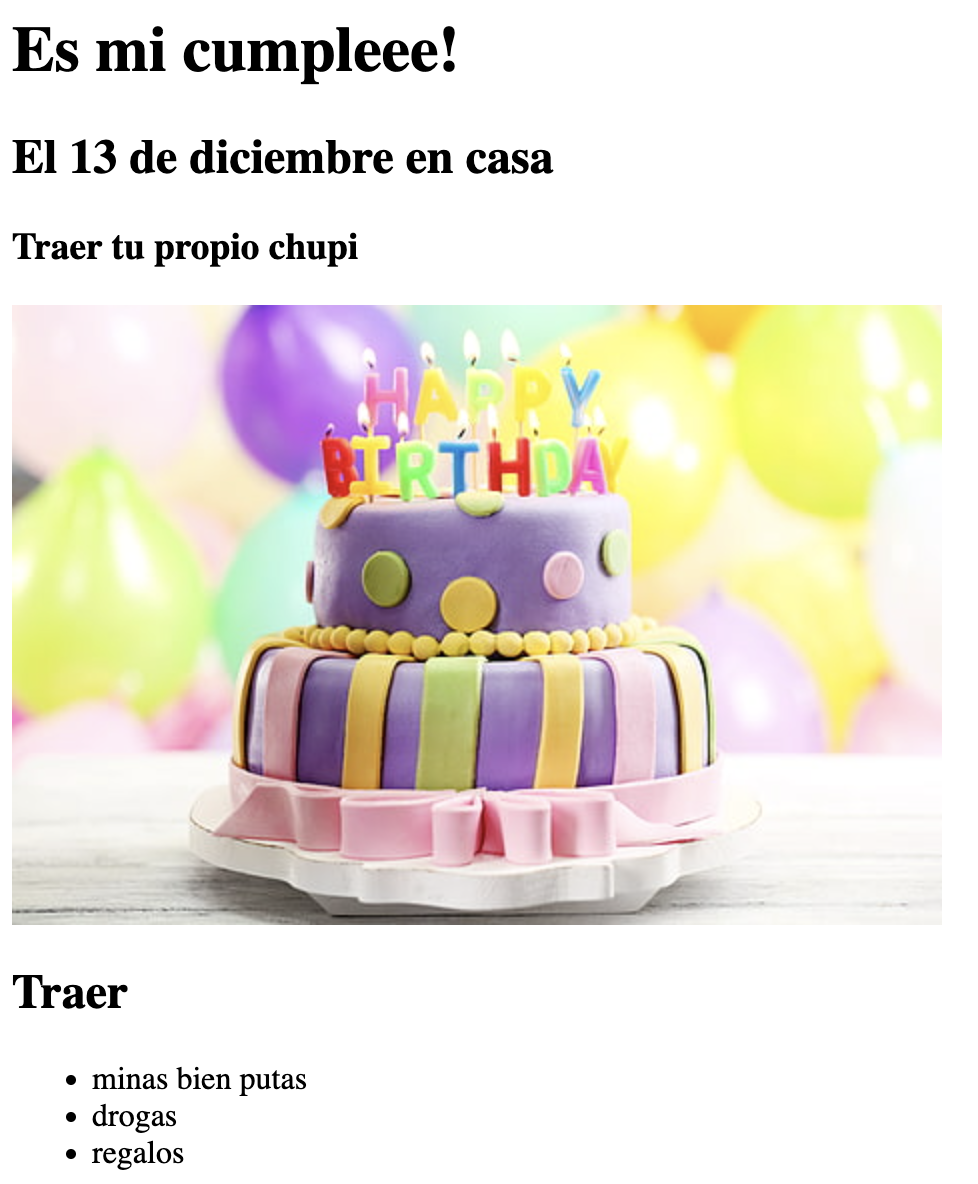 Es mi cumpleee!
El 13 de diciembre en casa
Traer tu propio chupi
HAPPY
BIRTHDAY
Traer
minas bien putas
drogas
regalos